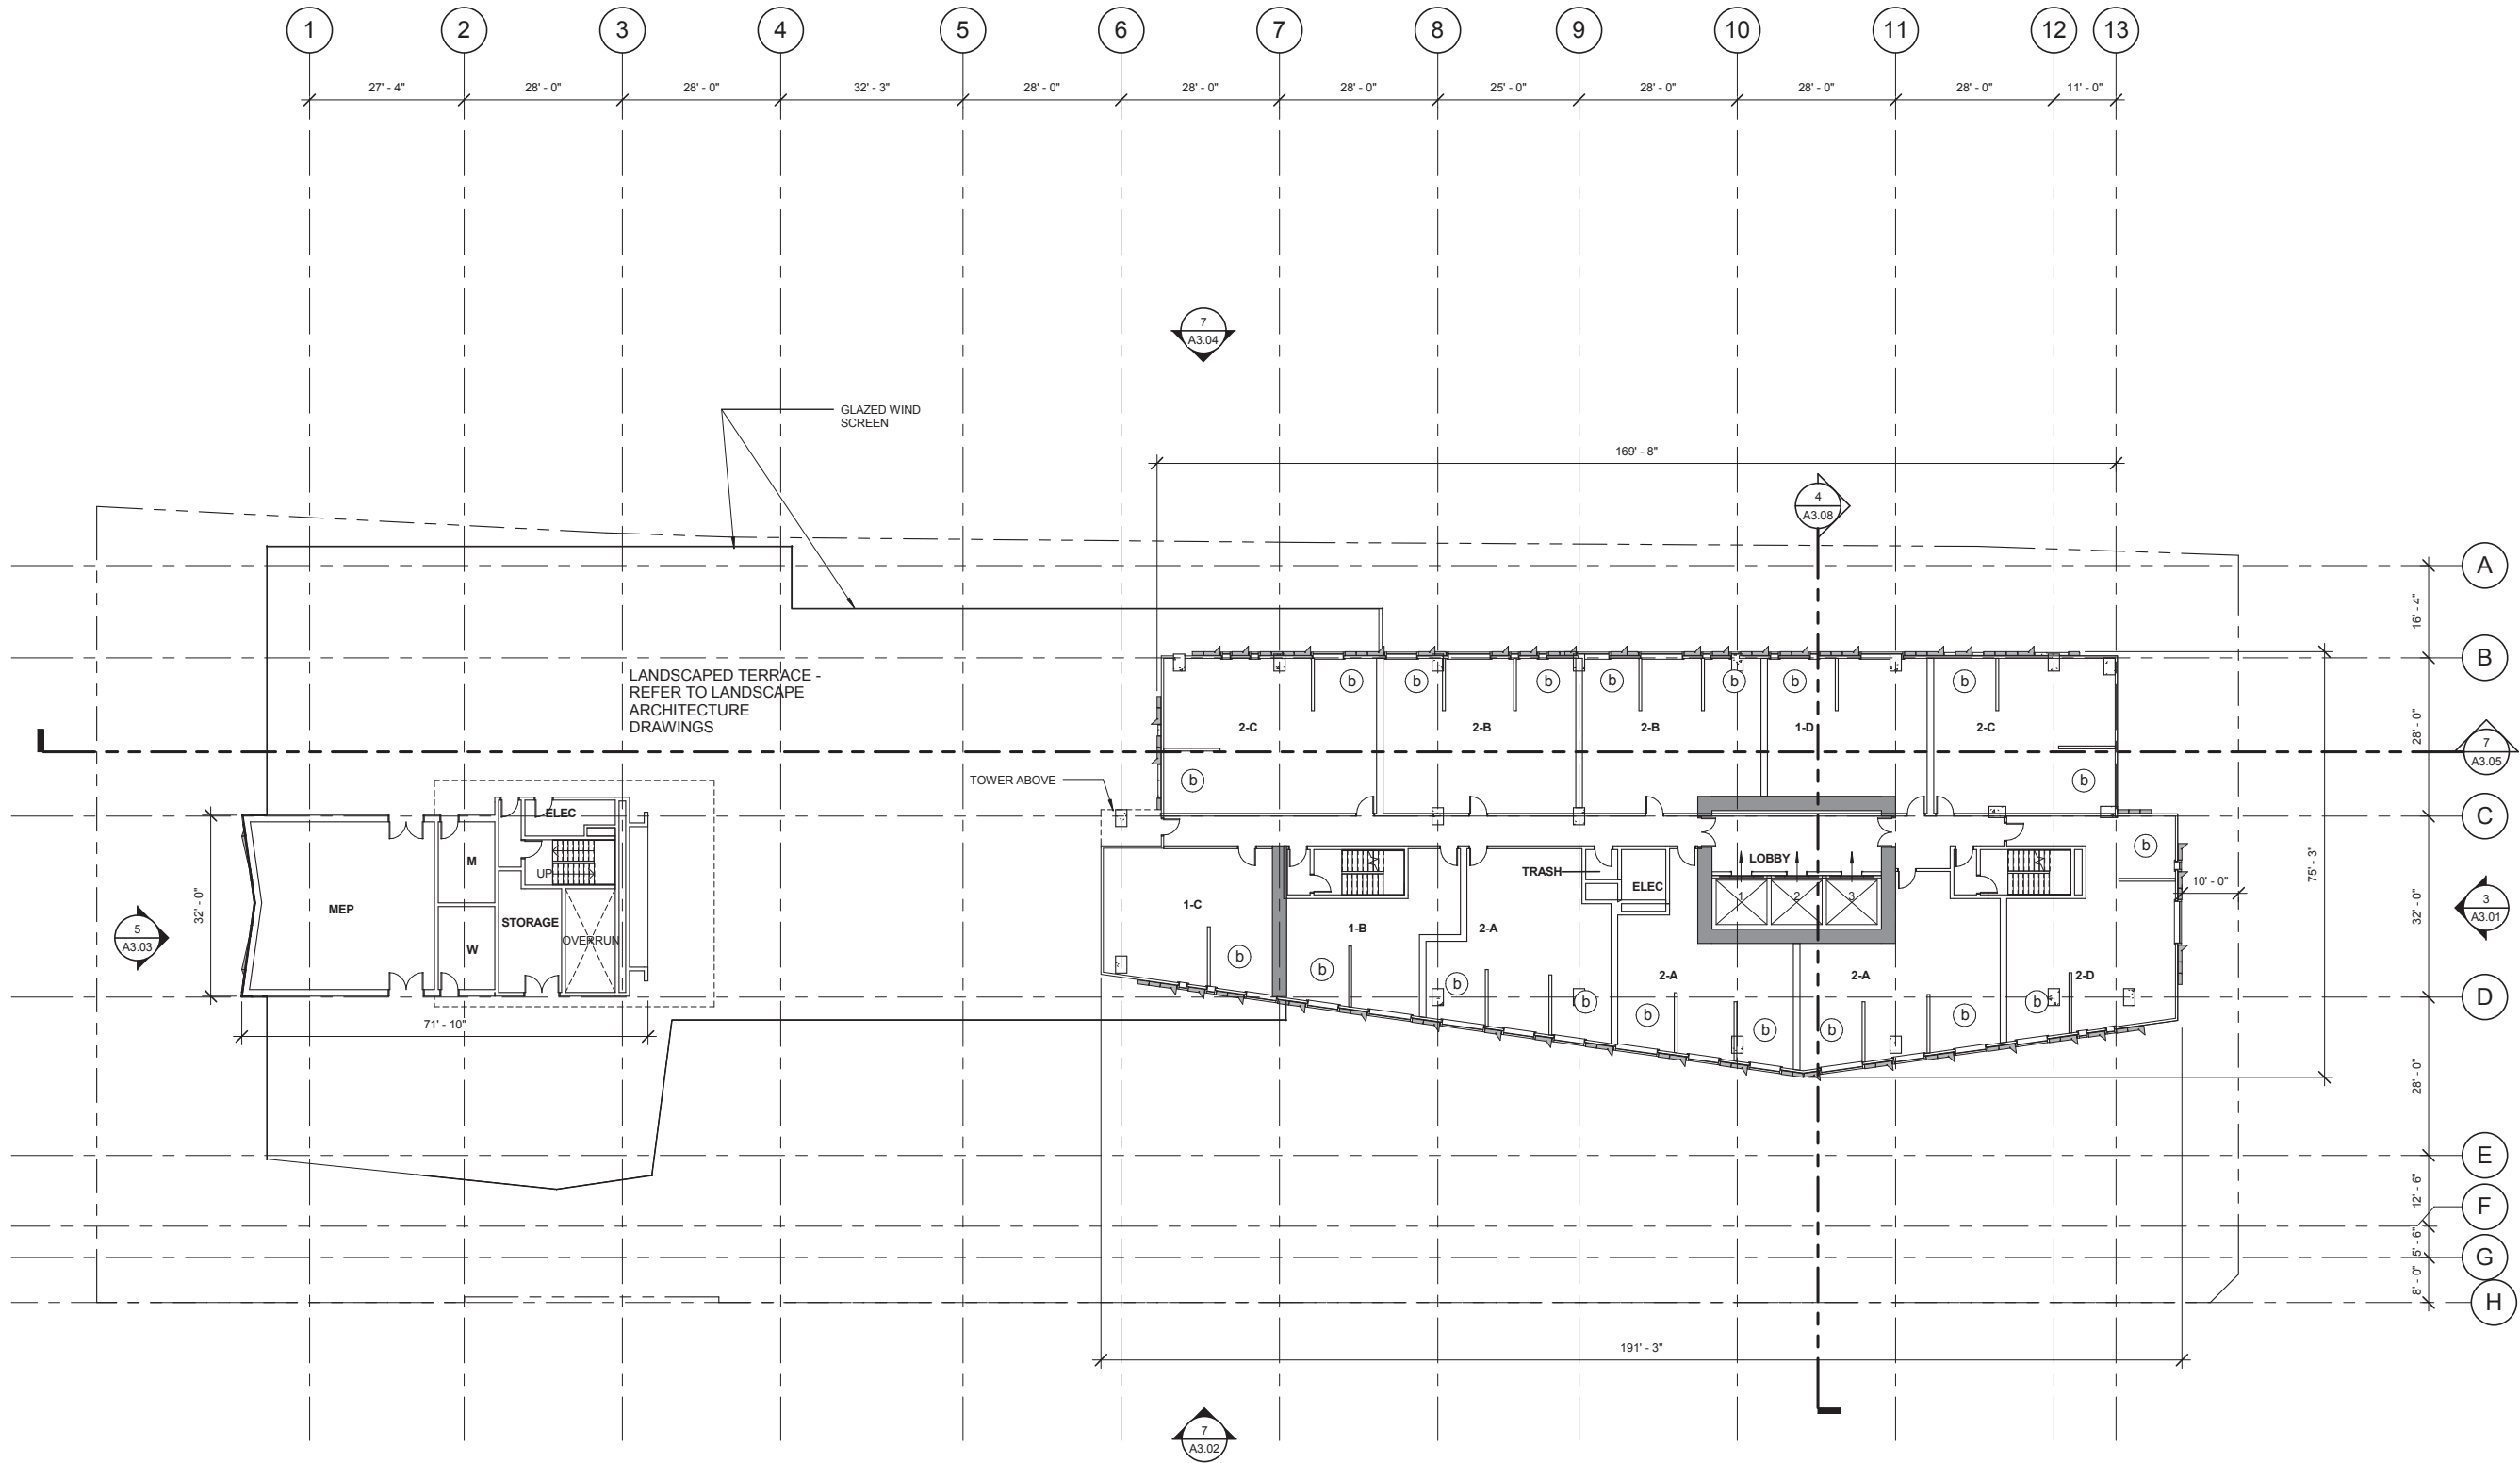 1 2 3 4 5 6 7 8 9 10 11 12 13
27' - 4" 28' - 0" 28' - 0" 32' - 3" 28' - 0" 28' - 0" 28' - 0" 25' - 0" 28' - 0" 28' - 0" 28' - 0" 11' - 0"
7
A3.04
GLAZED WIND
SCREEN
169' - 8"
4
A3.08
A
16' - 4"
B
LANDSCAPED TERRACE -
REFER TO LANDSCAPE
ARCHITECTURE
DRAWINGS
b b b b b b b
2-C 2-B 2-B 1-D 2-C
28' - 0"
7
A3.05
TOWER ABOVE
b b
C
ELEC
M
UP
MEP
STORAGE
OVERRUN
W
32' - 0"
5
A3.03
71' - 10"
LOBBY
TRASH
ELEC
1 2 3
b
10' - 0"
75' - 3"
32' - 0"
3
A3.01
1-C 1-B 2-A 2-A 2-A 2-D
b b b b b b b b b
D
28' - 0"
E
12' - 6"
F
5' - 6"
G
8' - 0"
H
191' - 3"
7
A3.02